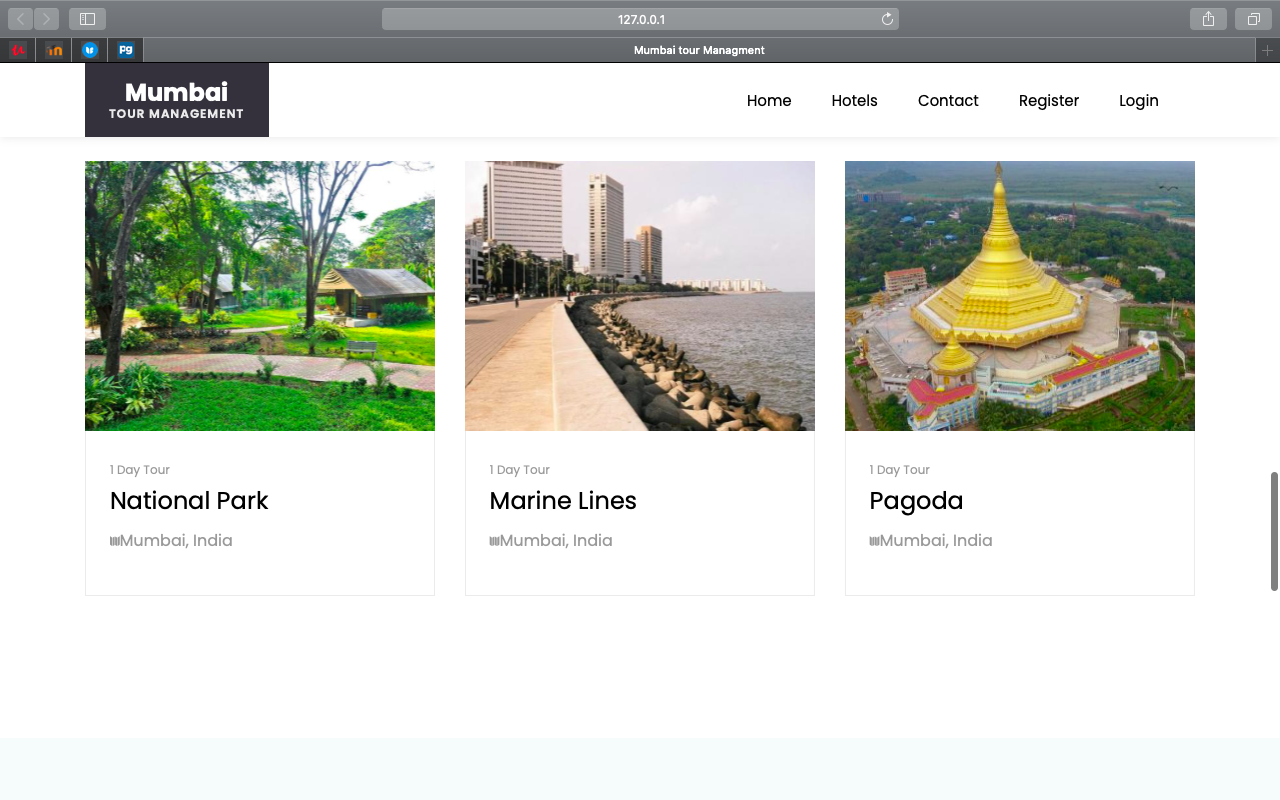 127.0.0.1
Mumbai tour Managment
Mumbai
TOUR MANAGEMENT
Home Hotels Contact Register Login
1 Day Tour
National Park
Mumbai, India
1 Day Tour
Marine Lines
Mumbai, India
1 Day Tour
Pagoda
Mumbai, India